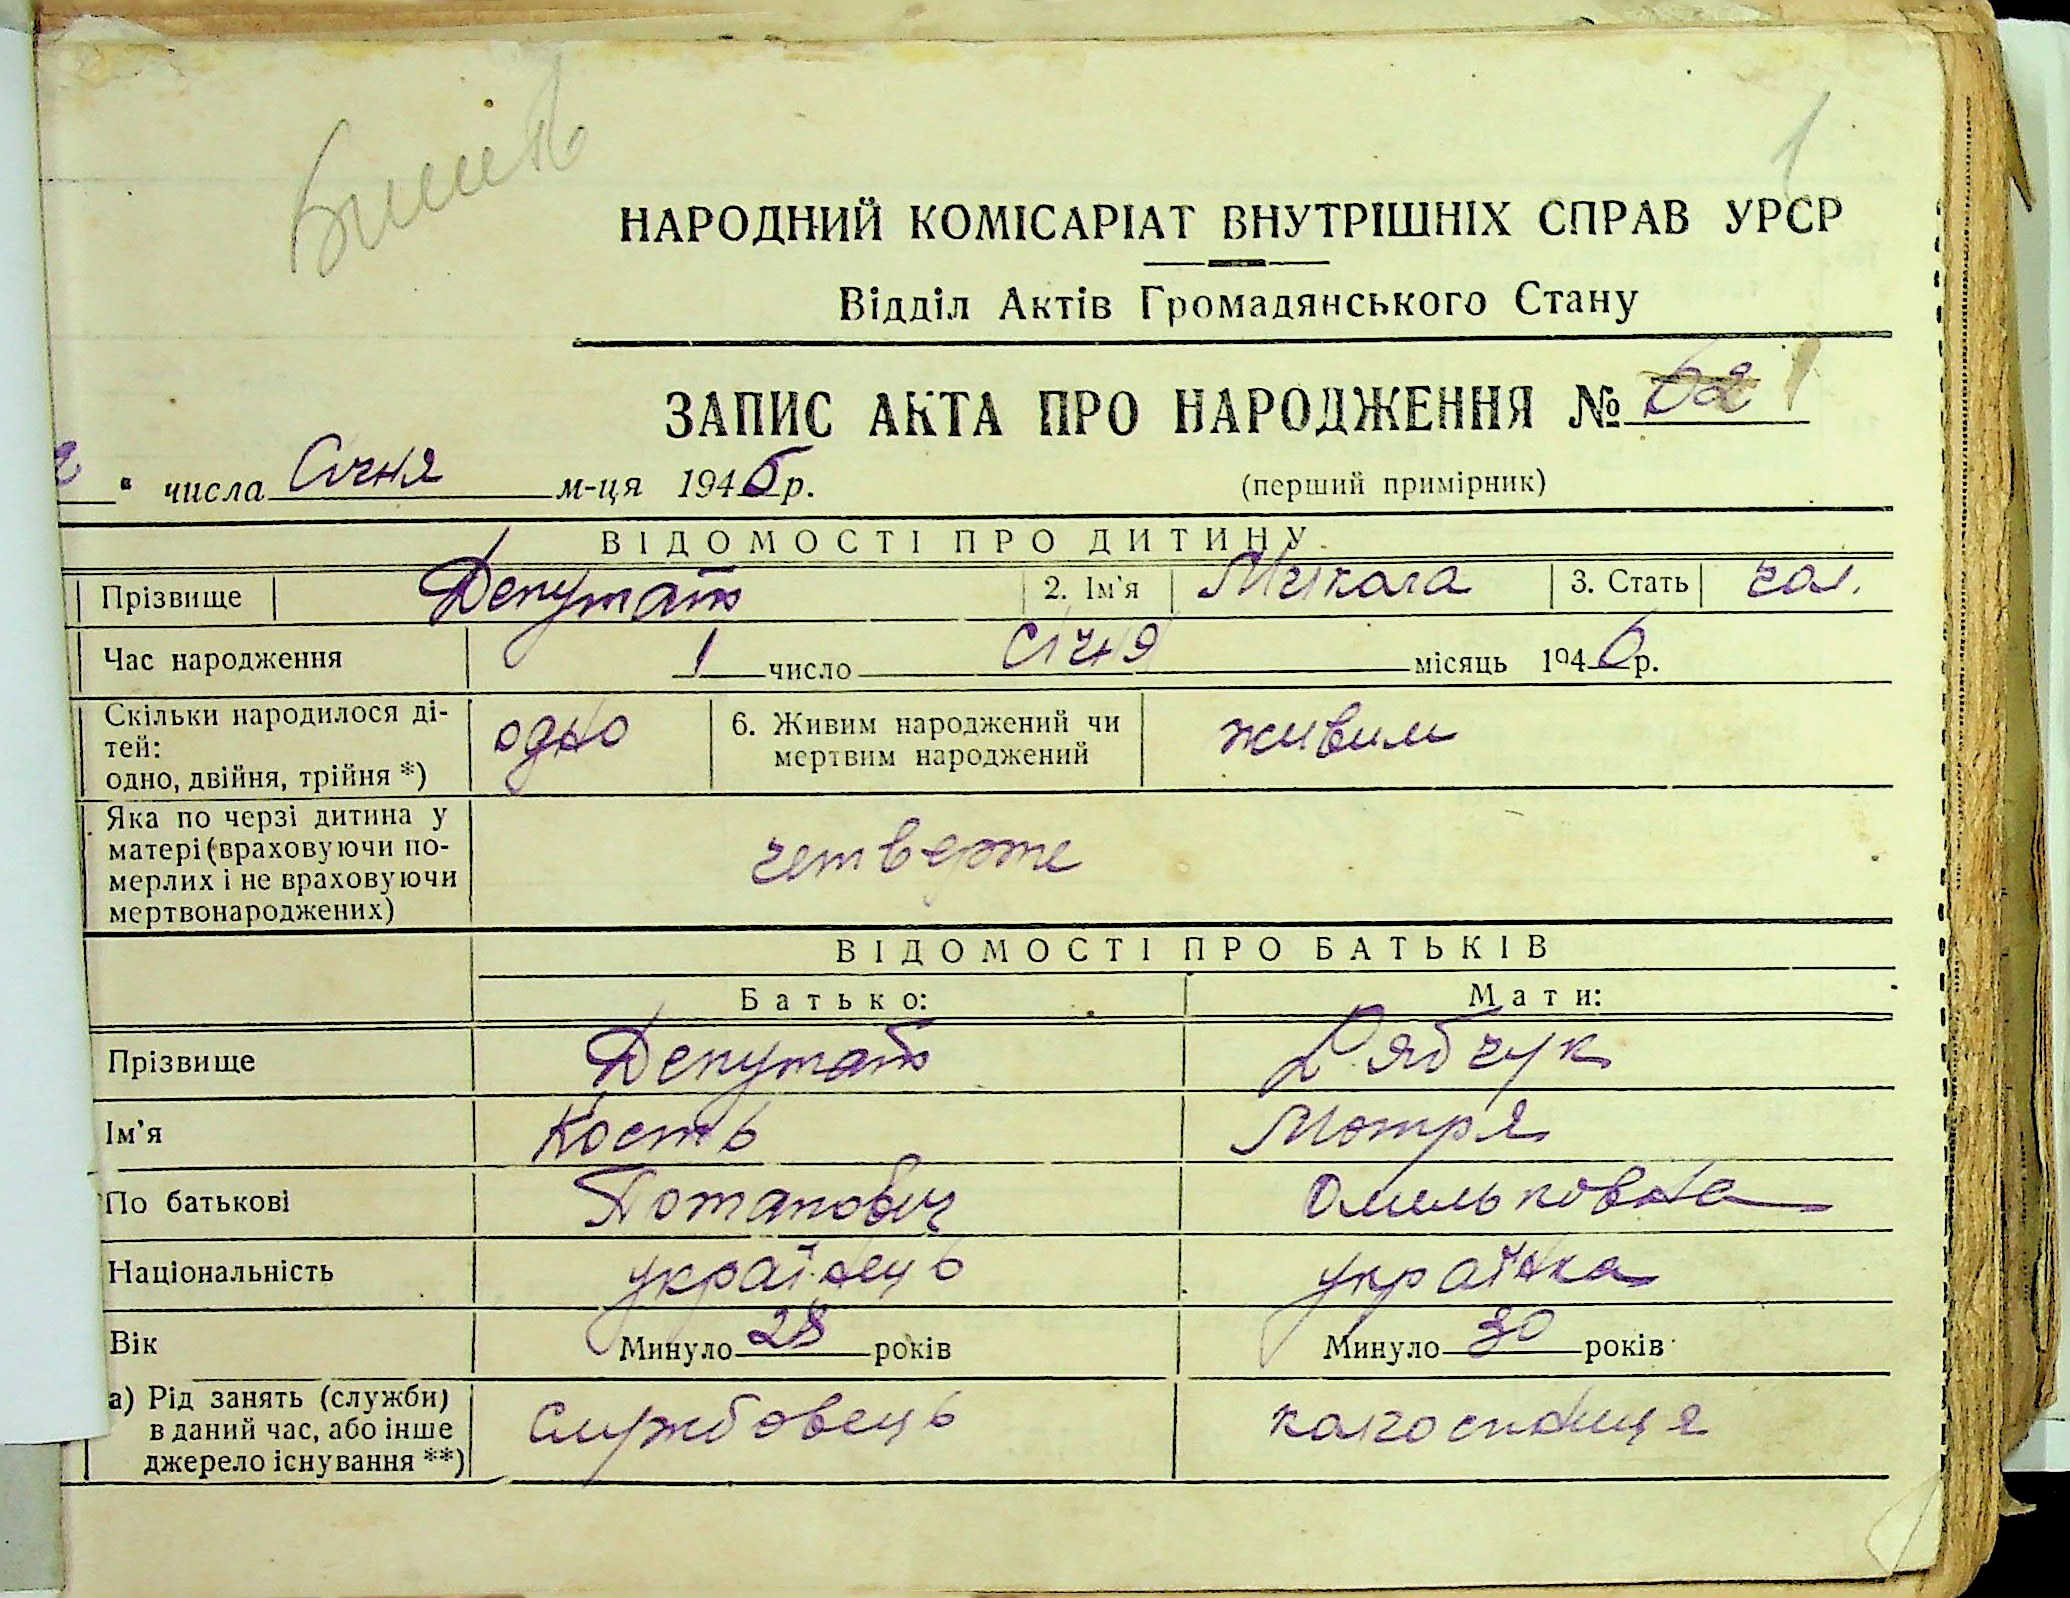 1
НАРОДНИЙ КОМІСАРІАТ ВНУТРІШНІХ СПРАВ УРСР
Відділ Актів Громадянського Стану
ЗАПИС АКТА ПРО НАРОДЖЕННЯ № 1
" числа Січня м-ця 1946 р. (перший примірник)
ВІДОМОСТІ ПРО ДИТИНУ
Прізвище Депутат 2. Ім'я Микола 3. Стать чол.
Час народження 1 число Січня місяць 1946 р.
Скільки народилося ді-
тей:
одно, двійня, трійня *) одно 6. Живим народжений чи
мертвим народжений живим
Яка по черзі дитина у
матері (враховуючи по-
мерлих і не враховуючи
мертвонароджених) четверте
ВІДОМОСТІ ПРО БАТЬКІВ
Батько: Мати:
Прізвище Депутат Рябчук
Ім'я Кость Мотря
По батькові Потапович Омельковна
Національність українець українка
Вік Минуло 28 років Минуло 30 років
а) Рід занять (служби)
в даний час, або інше
джерело існування **) службовець колгоспниця